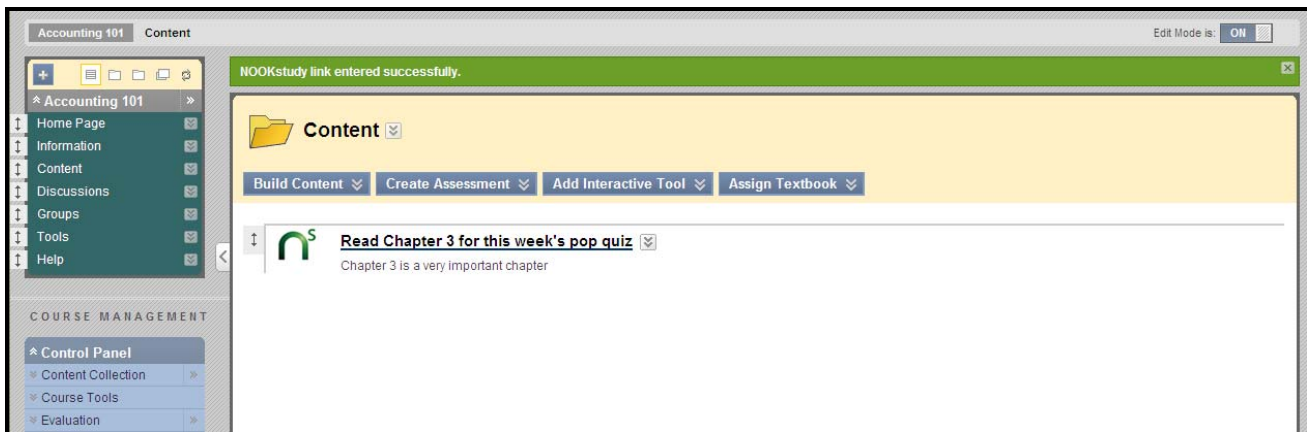 Accounting 101 Content
Edit Mode is: ON
NOOKstudy link entered successfully.
Accounting 101
Home Page
Information
Content
Discussions
Groups
Tools
Help
COURSE MANAGEMENT
Control Panel
Content Collection
Course Tools
Evaluation
Content
Build Content Create Assessment Add Interactive Tool Assign Textbook
nS Read Chapter 3 for this week's pop quiz
Chapter 3 is a very important chapter